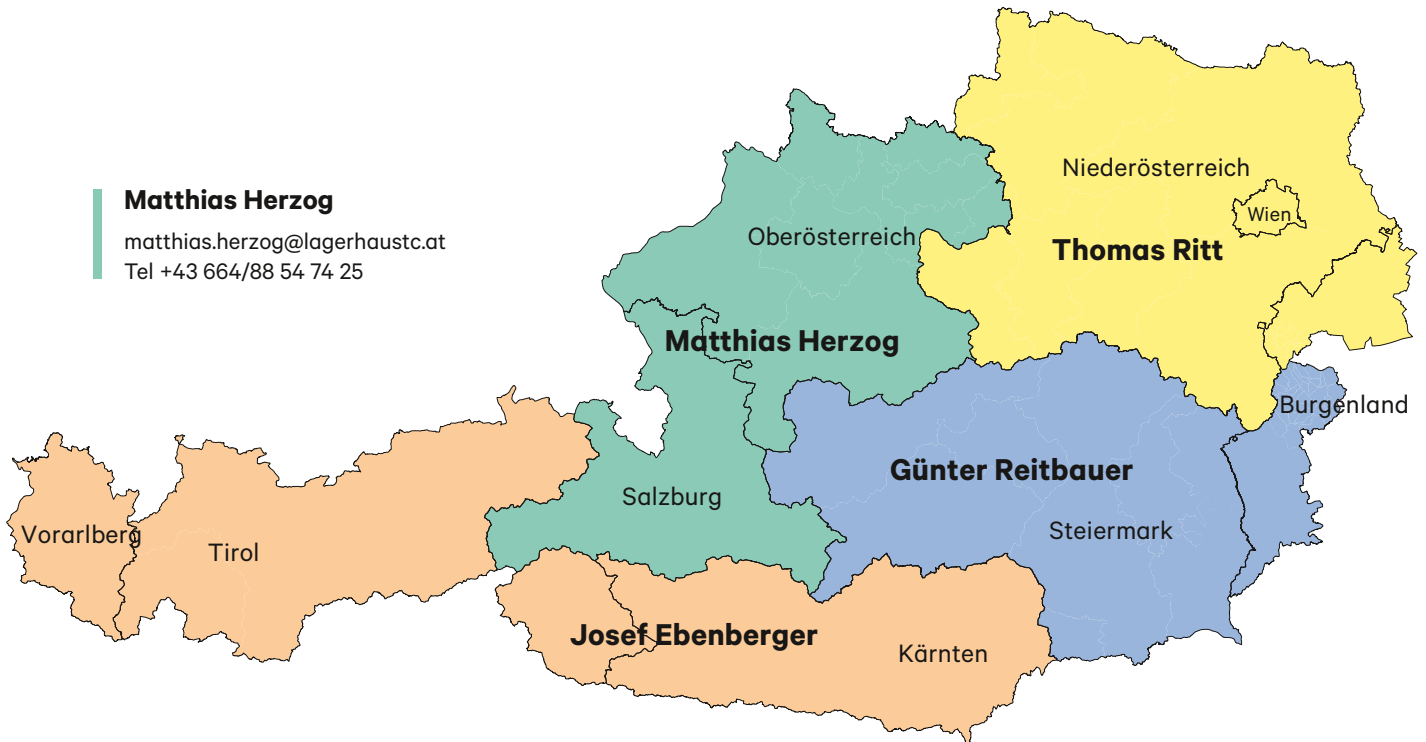 Matthias Herzog
matthias.herzog@lagerhaustc.at
Tel +43 664/88 54 74 25
Niederösterreich
Wien
Oberösterreich
Thomas Ritt
Matthias Herzog
Burgenland
Günter Reitbauer
Salzburg
Steiermark
Vorarlberg
Tirol
Josef Ebenberger
Kärnten